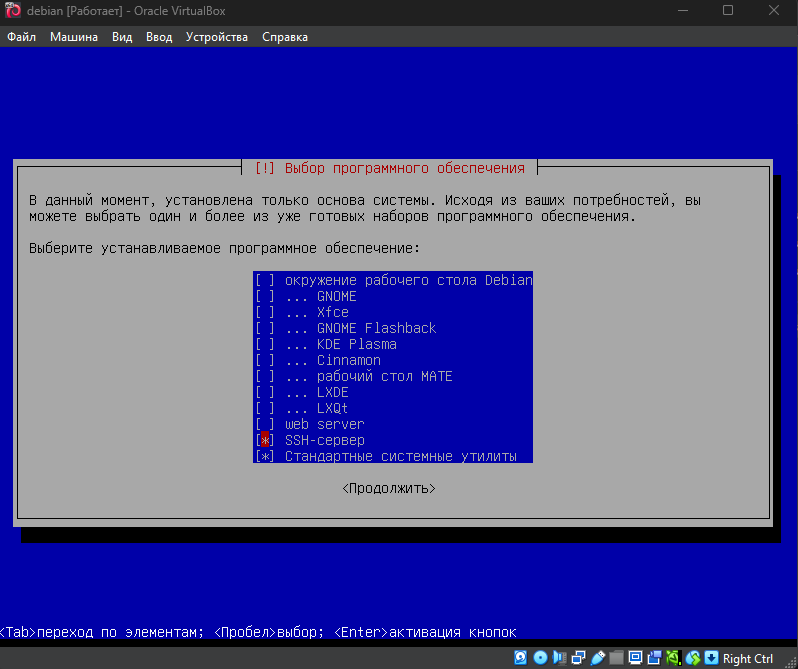 debian [Работает] - Oracle VirtualBox
Файл Машина Вид Ввод Устройства Справка
[!] Выбор программного обеспечения
В данный момент, установлена только основа системы. Исходя из ваших потребностей, вы
можете выбрать один и более из уже готовых наборов программного обеспечения.
Выберите устанавливаемое программное обеспечение:
[ ] окружение рабочего стола Debian
[ ] ... GNOME
[ ] ... Xfce
[ ] ... GNOME Flashback
[ ] ... KDE Plasma
[ ] ... Cinnamon
[ ] ... рабочий стол MATE
[ ] ... LXDE
[ ] ... LXQt
[ ] web server
[*] SSH-сервер
[*] Стандартные системные утилиты
<Продолжить>
<Tab>переход по элементам; <Пробел>выбор; <Enter>активация кнопок
Right Ctrl